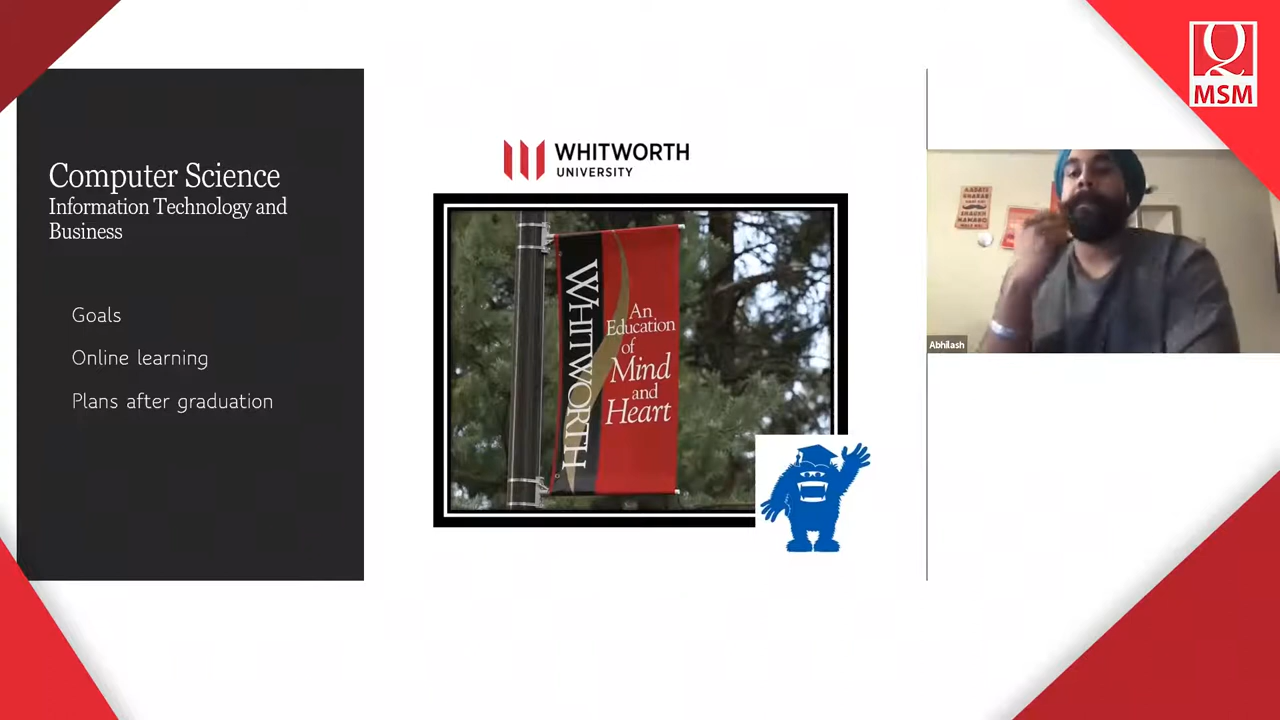 Computer Science
Information Technology and
Business
Goals
Online learning
Plans after graduation
WHITWORTH
UNIVERSITY
WHITWORTH
An
Education
of
Mind
and
Heart
MSM
Abhilash